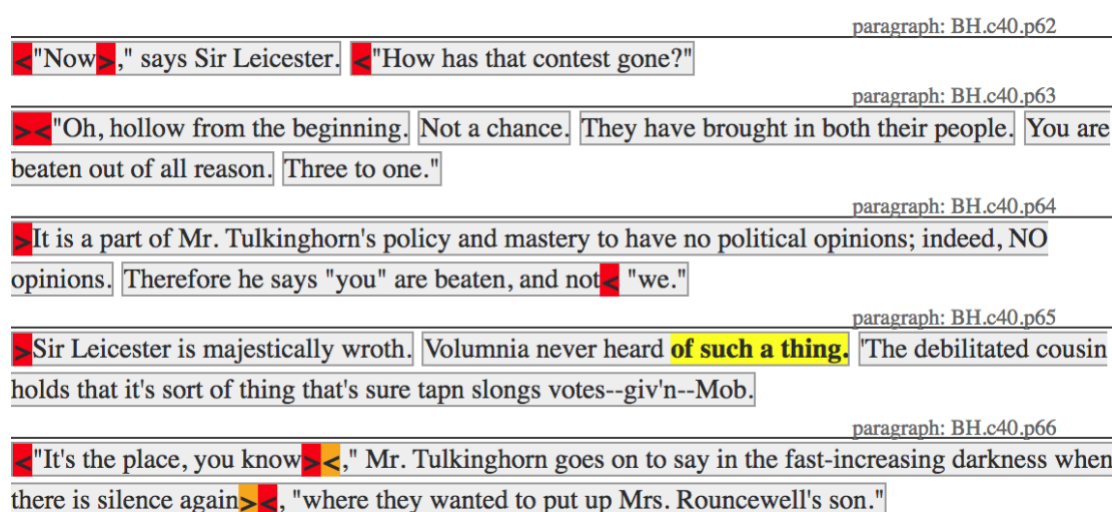 paragraph: BH.c40.p62
<"Now>," says Sir Leicester. <"How has that contest gone?"
paragraph: BH.c40.p63
><"Oh, hollow from the beginning. Not a chance. They have brought in both their people. You are
beaten out of all reason. Three to one."
paragraph: BH.c40.p64
>It is a part of Mr. Tulkinghorn's policy and mastery to have no political opinions; indeed, NO
opinions. Therefore he says "you" are beaten, and not< "we."
paragraph: BH.c40.p65
>Sir Leicester is majestically wroth. Volumnia never heard of such a thing. 'The debilitated cousin
holds that it's sort of thing that's sure tapn slongs votes--giv'n--Mob.
paragraph: BH.c40.p66
<"It's the place, you know><," Mr. Tulkinghorn goes on to say in the fast-increasing darkness when
there is silence again><, "where they wanted to put up Mrs. Rouncewell's son."